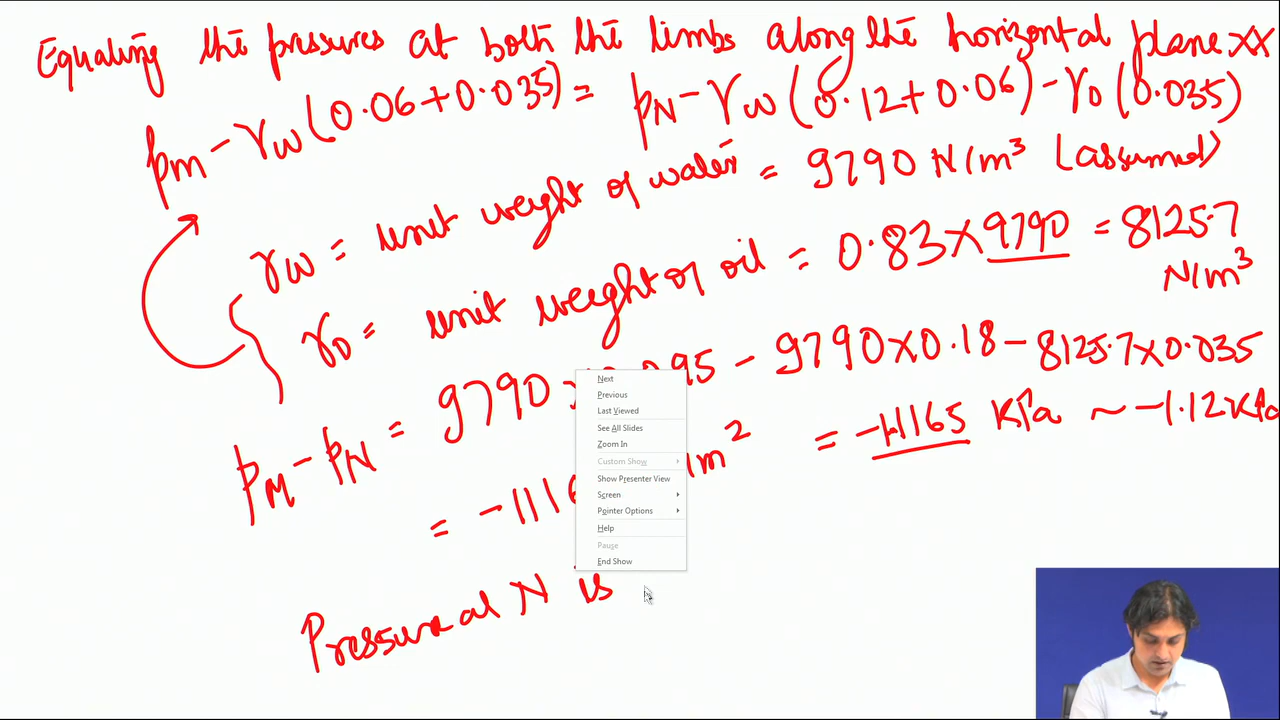 Equaling the pressures at both the limbs along the horizontal plane XX
pm - γw (0.06 + 0.035) = pN - γw (0.12 + 0.06) - γo (0.035)
γw = unit weight of water = 9790 N/m³ (assumed)
γo = unit weight of oil = 0.83 × 9790 = 8125.7
N/m³
pM - pN = 9790 095 - 9790 × 0.18 - 8125.7 × 0.035
= -1116 /m² = -1.1165 KPa ~ -1.12 KPa
Pressure at N is
Next
Previous
Last Viewed
See All Slides
Zoom In
Custom Show
Show Presenter View
Screen
Pointer Options
Help
Pause
End Show